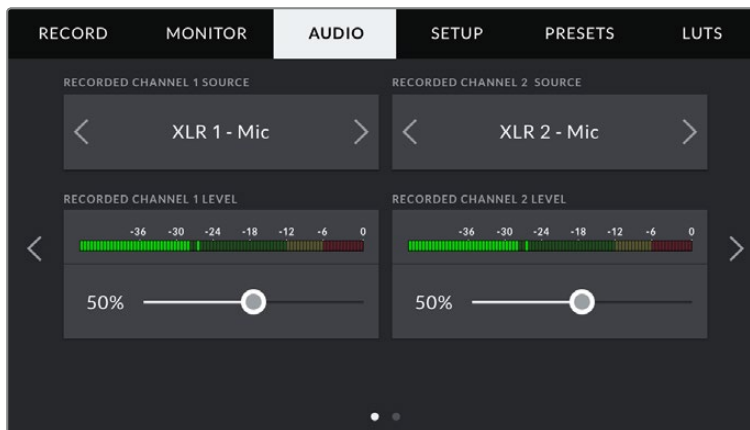 RECORD MONITOR AUDIO SETUP PRESETS LUTS
RECORDED CHANNEL 1 SOURCE RECORDED CHANNEL 2 SOURCE
XLR 1 - Mic XLR 2 - Mic
RECORDED CHANNEL 1 LEVEL RECORDED CHANNEL 2 LEVEL
-36 -30 -24 -18 -12 -6 0 -36 -30 -24 -18 -12 -6 0
50% 50%